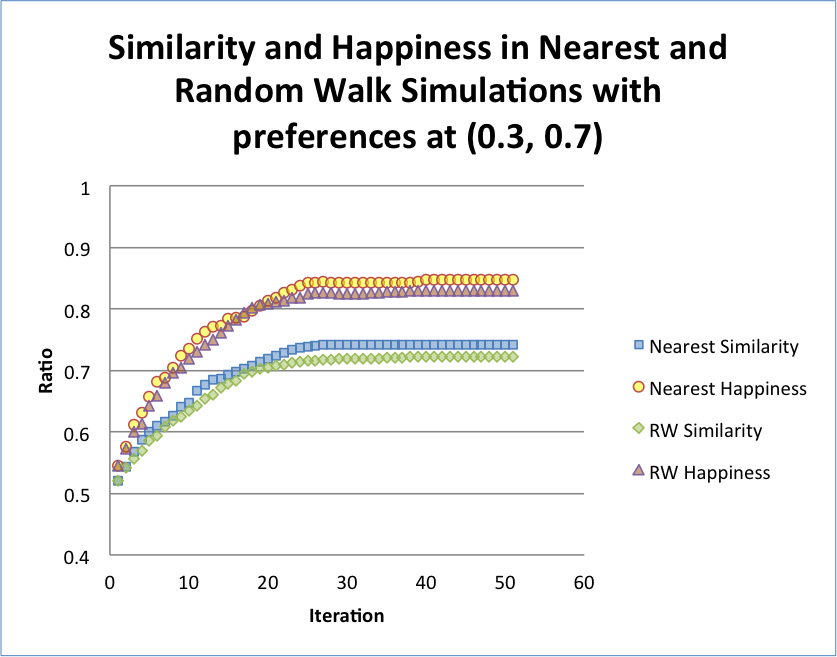 Similarity and Happiness in Nearest and
Random Walk Simulations with
preferences at (0.3, 0.7)
1
0.9
0.8
0.7
0.6
0.5
0.4
Ratio
0 10 20 30 40 50 60
Iteration
Nearest Similarity
Nearest Happiness
RW Similarity
RW Happiness